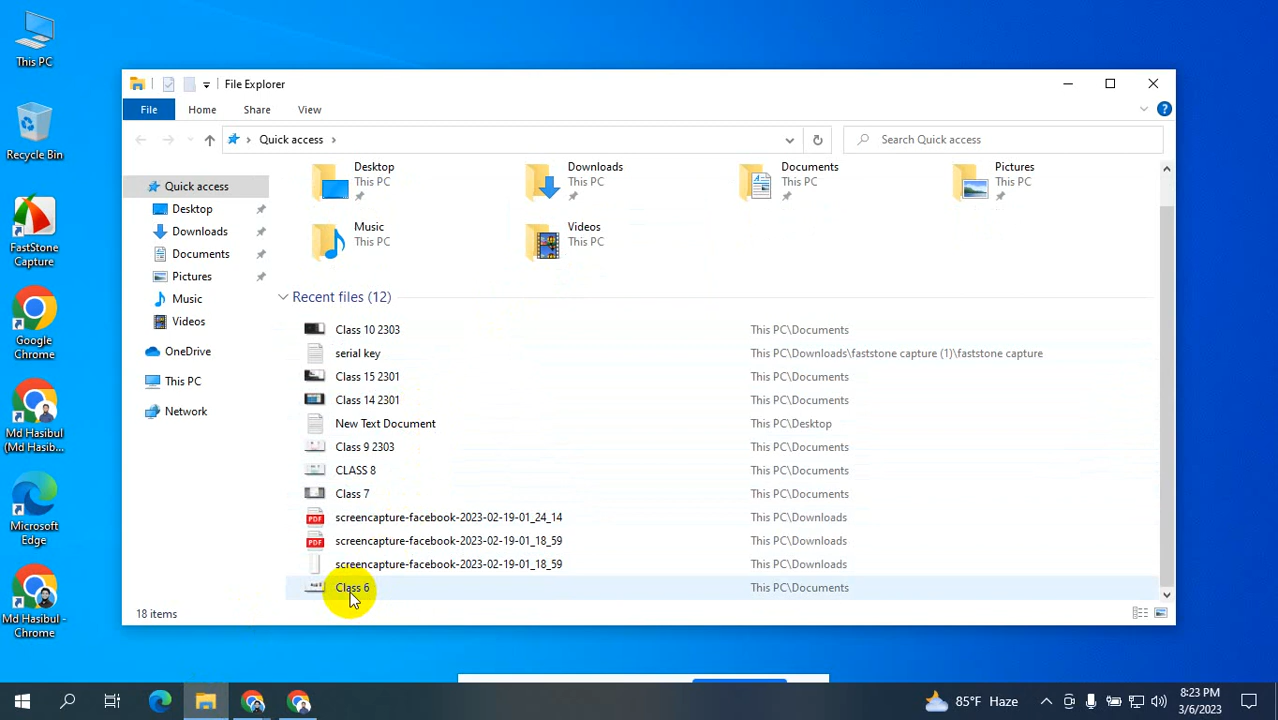 This PC
Recycle Bin
FastStone
Capture
Google
Chrome
Md Hasibul
(Md Hasib...
Microsoft
Edge
Md Hasibul -
Chrome
File Explorer
File
Home
Share
View
Quick access
Search Quick access
Quick access
Desktop
Downloads
Documents
Pictures
Music
Videos
OneDrive
This PC
Network
Desktop
This PC
Downloads
This PC
Documents
This PC
Pictures
This PC
Music
This PC
Videos
This PC
Recent files (12)
Class 10 2303 This PC\Documents
serial key This PC\Downloads\faststone capture (1)\faststone capture
Class 15 2301 This PC\Documents
Class 14 2301 This PC\Documents
New Text Document This PC\Desktop
Class 9 2303 This PC\Documents
CLASS 8 This PC\Documents
Class 7 This PC\Documents
PDF screencapture-facebook-2023-02-19-01_24_14 This PC\Downloads
PDF screencapture-facebook-2023-02-19-01_18_59 This PC\Downloads
screencapture-facebook-2023-02-19-01_18_59 This PC\Downloads
Class 6 This PC\Documents
18 items
85°F Haze
8:23 PM
3/6/2023